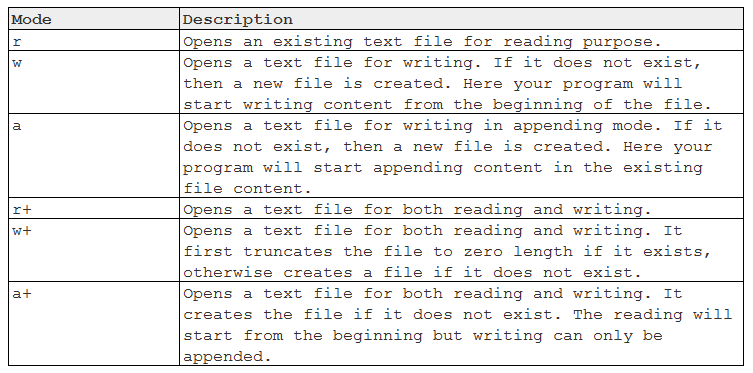 Mode Description
r Opens an existing text file for reading purpose.
w Opens a text file for writing. If it does not exist,
then a new file is created. Here your program will
start writing content from the beginning of the file.
a Opens a text file for writing in appending mode. If it
does not exist, then a new file is created. Here your
program will start appending content in the existing
file content.
r+ Opens a text file for both reading and writing.
w+ Opens a text file for both reading and writing. It
first truncates the file to zero length if it exists,
otherwise creates a file if it does not exist.
a+ Opens a text file for both reading and writing. It
creates the file if it does not exist. The reading will
start from the beginning but writing can only be
appended.